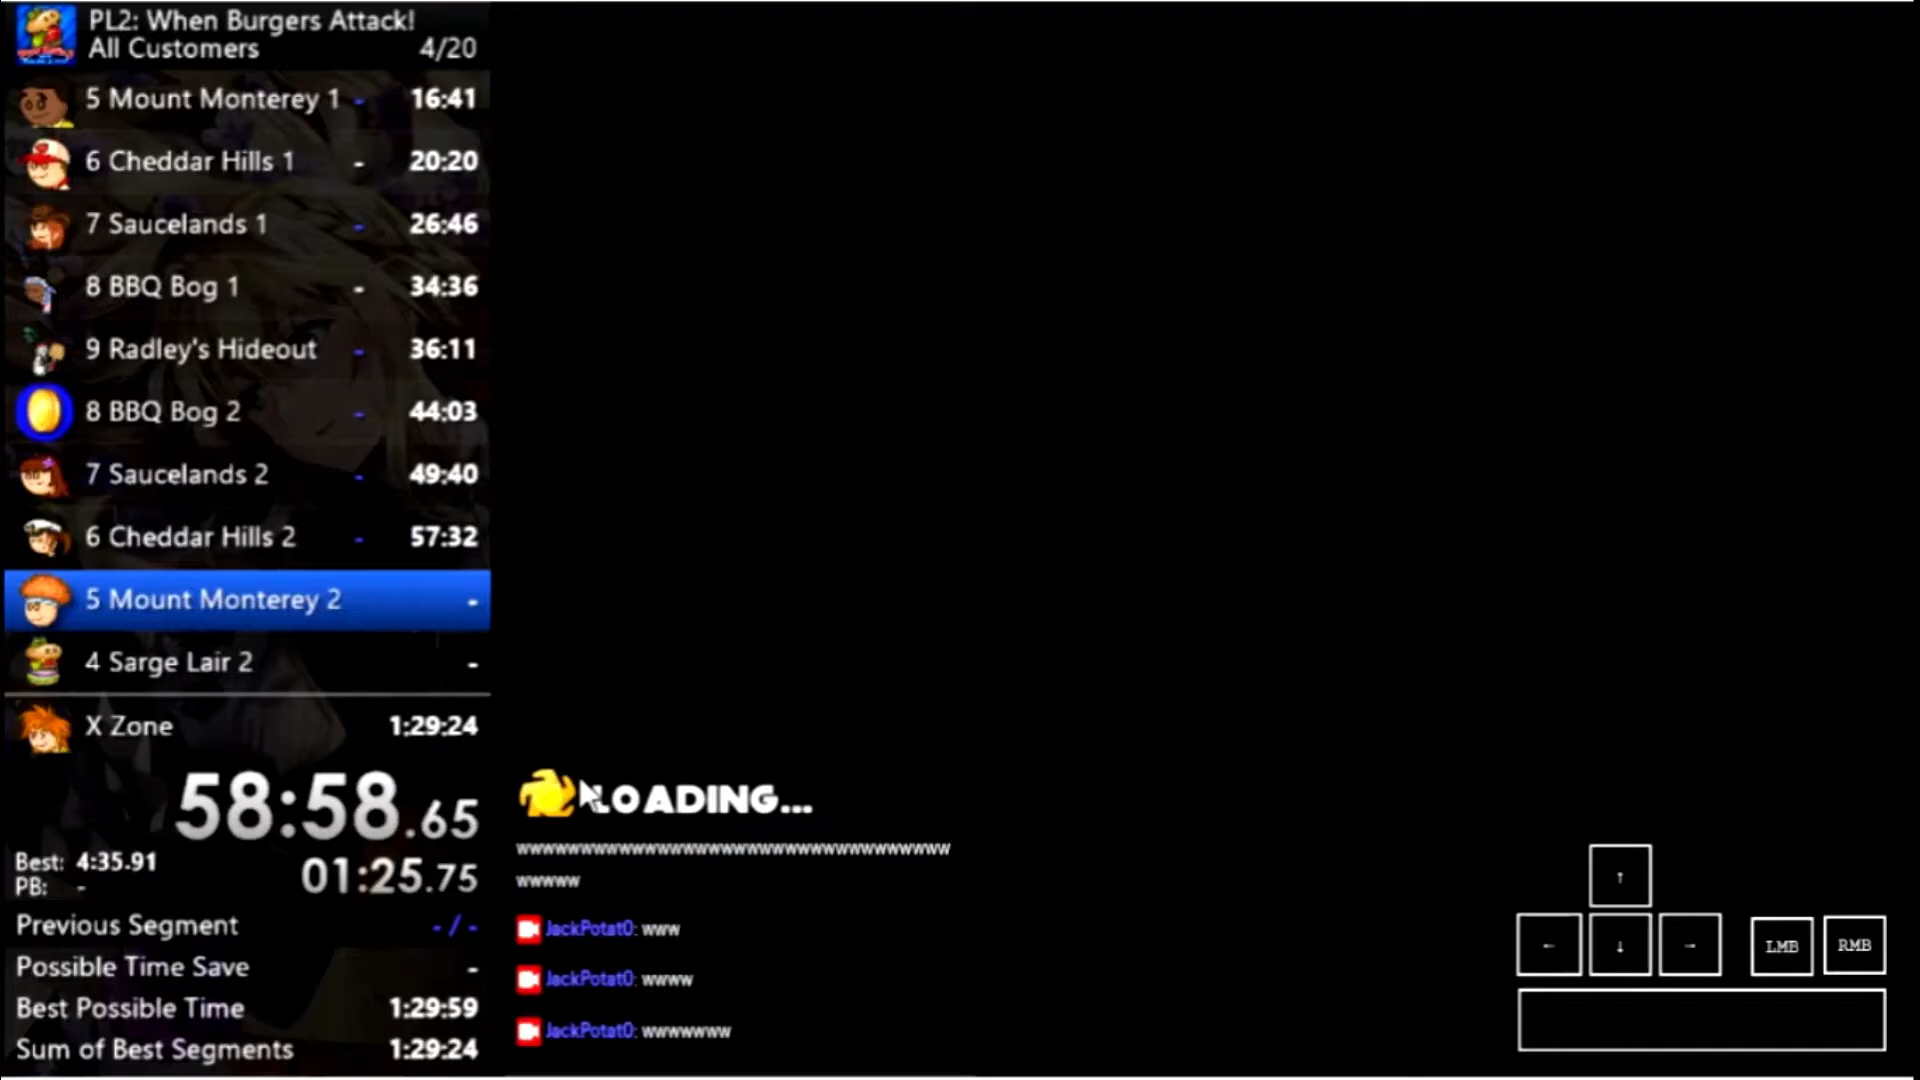 PL2: When Burgers Attack!
All Customers 4/20
5 Mount Monterey 1 - 16:41
6 Cheddar Hills 1 - 20:20
7 Saucelands 1 - 26:46
8 BBQ Bog 1 - 34:36
9 Radley's Hideout - 36:11
8 BBQ Bog 2 - 44:03
7 Saucelands 2 - 49:40
6 Cheddar Hills 2 - 57:32
5 Mount Monterey 2 -
4 Sarge Lair 2 -
X Zone 1:29:24
58:58.65
Best: 4:35.91
PB: -
01:25.75
Previous Segment - / -
Possible Time Save -
Best Possible Time 1:29:59
Sum of Best Segments 1:29:24
LOADING...
wwwww
JackPotat0: www
JackPotat0: wwww
JackPotat0: wwwwwww
↑
← ↓ → LMB RMB